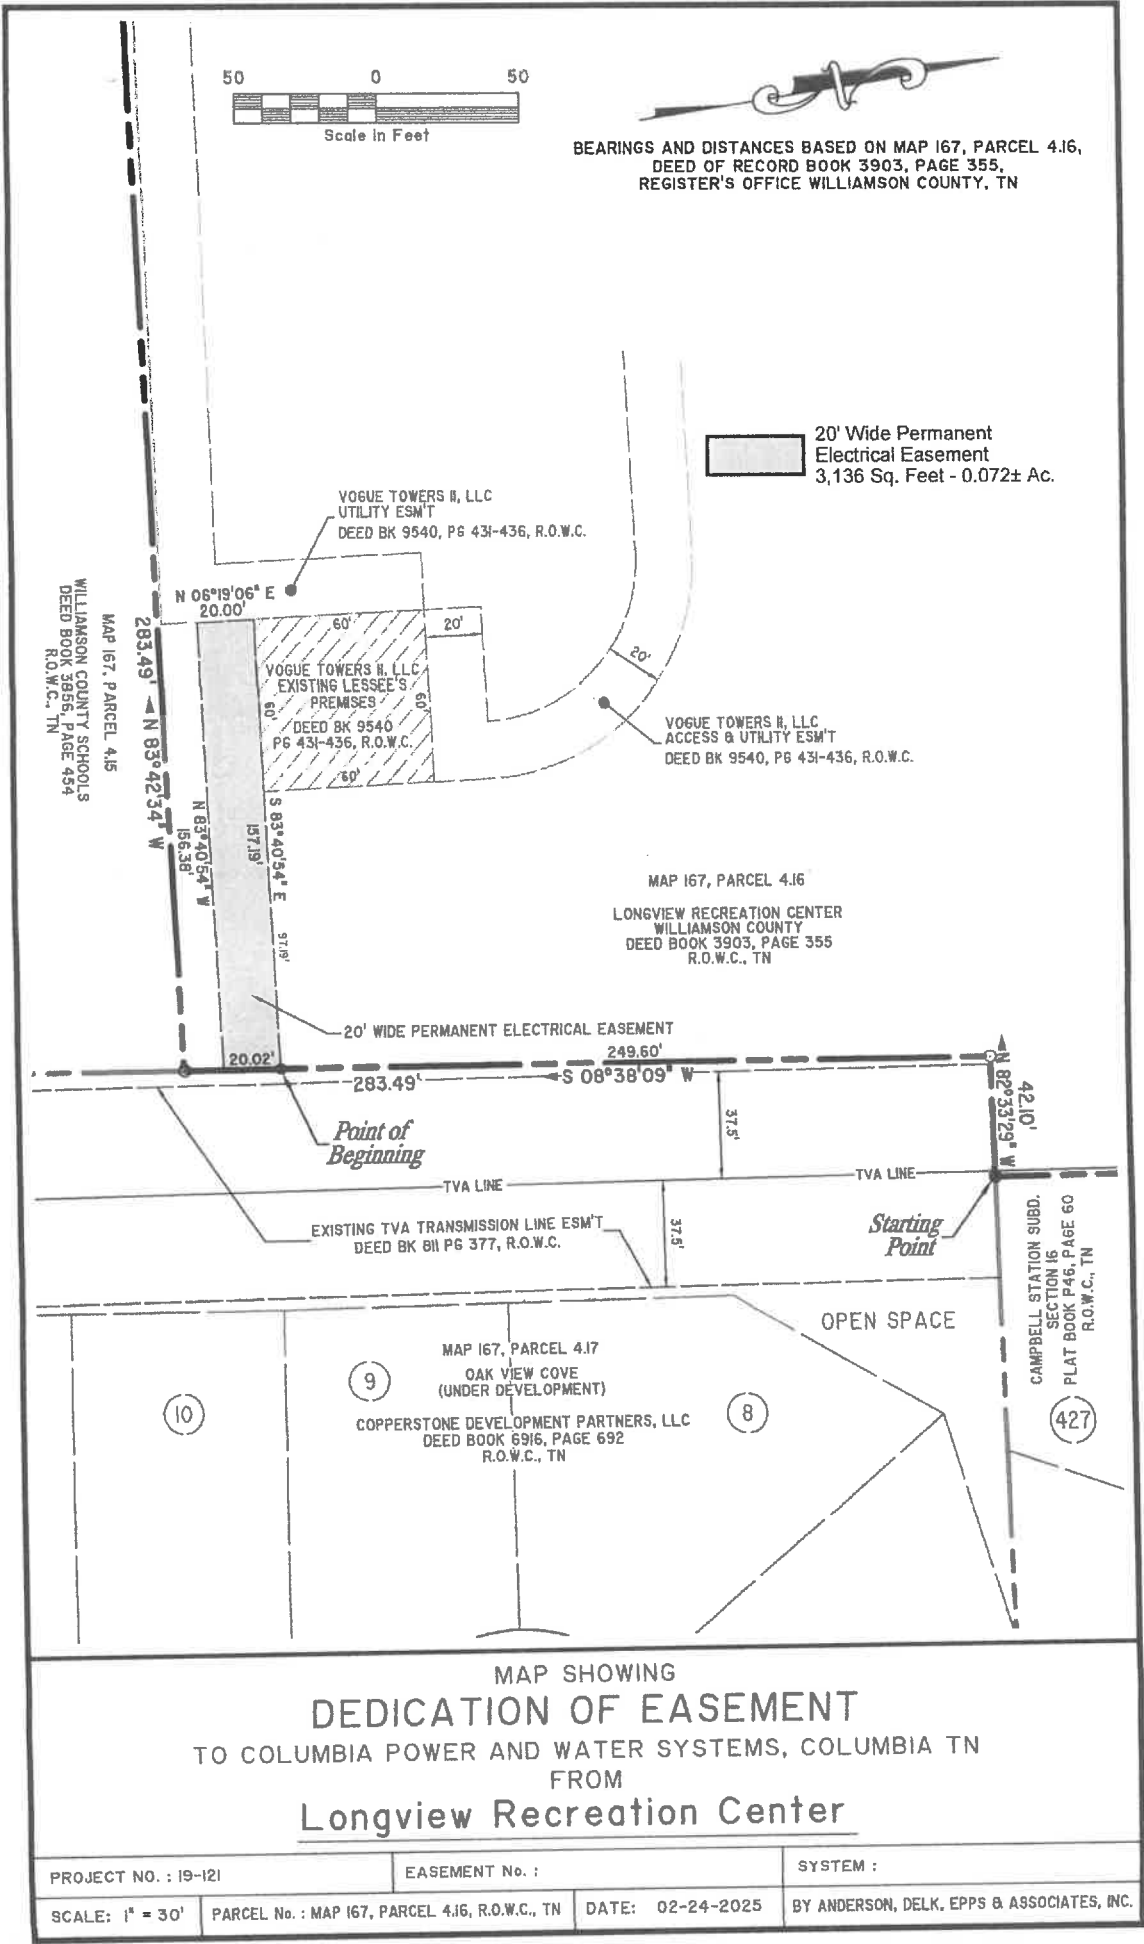 50 0 50
Scale in Feet
BEARINGS AND DISTANCES BASED ON MAP 167, PARCEL 4.16,
DEED OF RECORD BOOK 3903, PAGE 355,
REGISTER'S OFFICE WILLIAMSON COUNTY, TN
20' Wide Permanent
Electrical Easement
3,136 Sq. Feet - 0.072± Ac.
VOGUE TOWERS II, LLC
UTILITY ESM'T
DEED BK 9540, PG 431-436, R.O.W.C.
N 06°19'06" E
20.00'
60'
20'
20'
VOGUE TOWERS II, LLC
EXISTING LESSEE'S
PREMISES
DEED BK 9540
PG 431-436, R.O.W.C.
60'
60'
60'
VOGUE TOWERS II, LLC
ACCESS & UTILITY ESM'T
DEED BK 9540, PG 431-436, R.O.W.C.
MAP 167, PARCEL 4.15
WILLIAMSON COUNTY SCHOOLS
DEED BOOK 3856, PAGE 454
R.O.W.C., TN
283.49' N 83°42'34" W
N 83°40'54" W
156.38'
157.19'
S 83°40'54" E
97.19'
MAP 167, PARCEL 4.16
LONGVIEW RECREATION CENTER
WILLIAMSON COUNTY
DEED BOOK 3903, PAGE 355
R.O.W.C., TN
20' WIDE PERMANENT ELECTRICAL EASEMENT
20.02'
249.60'
283.49' S 08°38'09" W
N 82°33'29" W
42.10'
37.5'
Point of
Beginning
TVA LINE
TVA LINE
37.5'
EXISTING TVA TRANSMISSION LINE ESM'T
DEED BK 811 PG 377, R.O.W.C.
Starting
Point
CAMPBELL STATION SUBD.
SECTION 16
PLAT BOOK P46, PAGE 60
R.O.W.C., TN
OPEN SPACE
MAP 167, PARCEL 4.17
OAK VIEW COVE
(UNDER DEVELOPMENT)
COPPERSTONE DEVELOPMENT PARTNERS, LLC
DEED BOOK 6916, PAGE 692
R.O.W.C., TN
10
9
8
427
MAP SHOWING
DEDICATION OF EASEMENT
TO COLUMBIA POWER AND WATER SYSTEMS, COLUMBIA TN
FROM
Longview Recreation Center
PROJECT NO. : 19-121
EASEMENT No. :
SYSTEM :
SCALE: 1" = 30'
PARCEL No. : MAP 167, PARCEL 4.16, R.O.W.C., TN
DATE: 02-24-2025
BY ANDERSON, DELK, EPPS & ASSOCIATES, INC.